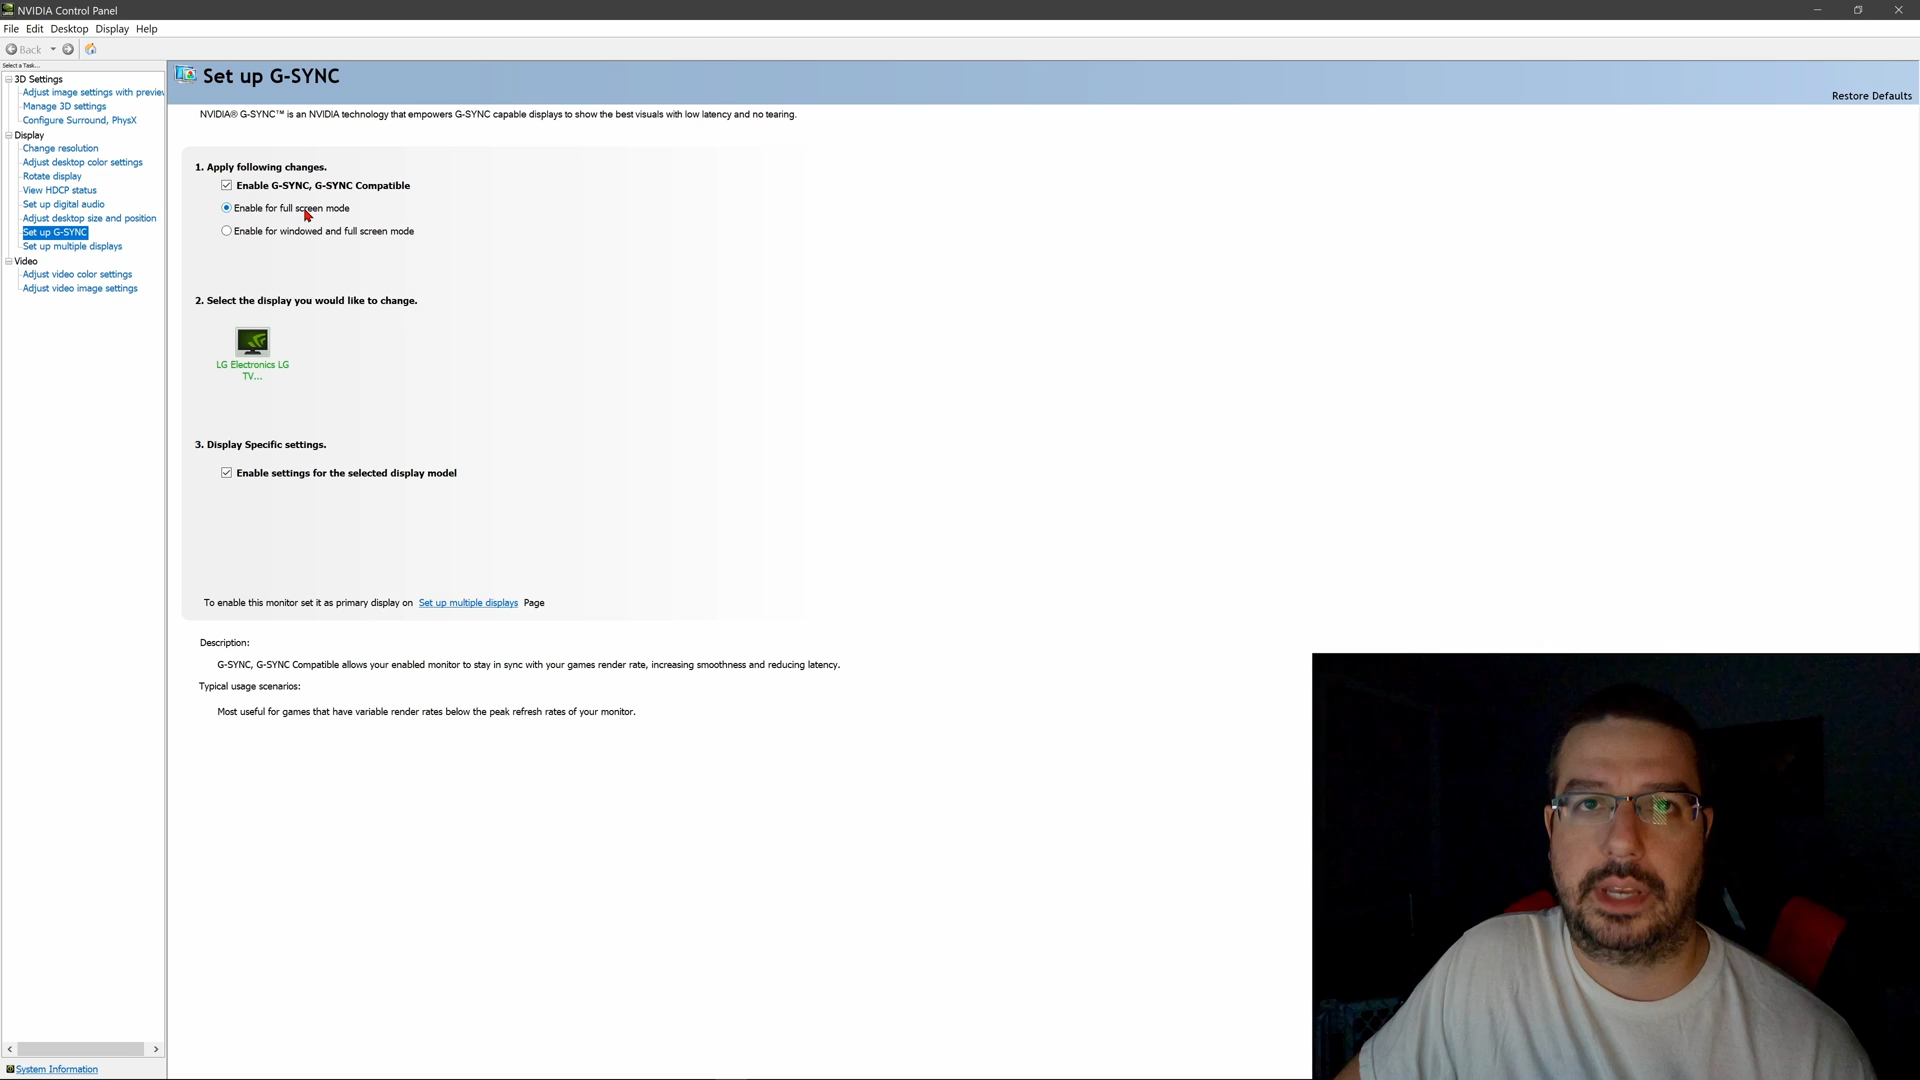 NVIDIA Control Panel
File Edit Desktop Display Help
Back
Select a Task...
3D Settings
Adjust image settings with preview
Manage 3D settings
Configure Surround, PhysX
Display
Change resolution
Adjust desktop color settings
Rotate display
View HDCP status
Set up digital audio
Adjust desktop size and position
Set up G-SYNC
Set up multiple displays
Video
Adjust video color settings
Adjust video image settings
System Information
Set up G-SYNC
Restore Defaults
NVIDIA® G-SYNC™ is an NVIDIA technology that empowers G-SYNC capable displays to show the best visuals with low latency and no tearing.
1. Apply following changes.
Enable G-SYNC, G-SYNC Compatible
Enable for full screen mode
Enable for windowed and full screen mode
2. Select the display you would like to change.
LG Electronics LG
TV...
3. Display Specific settings.
Enable settings for the selected display model
To enable this monitor set it as primary display on Set up multiple displays Page
Description:
G-SYNC, G-SYNC Compatible allows your enabled monitor to stay in sync with your games render rate, increasing smoothness and reducing latency.
Typical usage scenarios:
Most useful for games that have variable render rates below the peak refresh rates of your monitor.